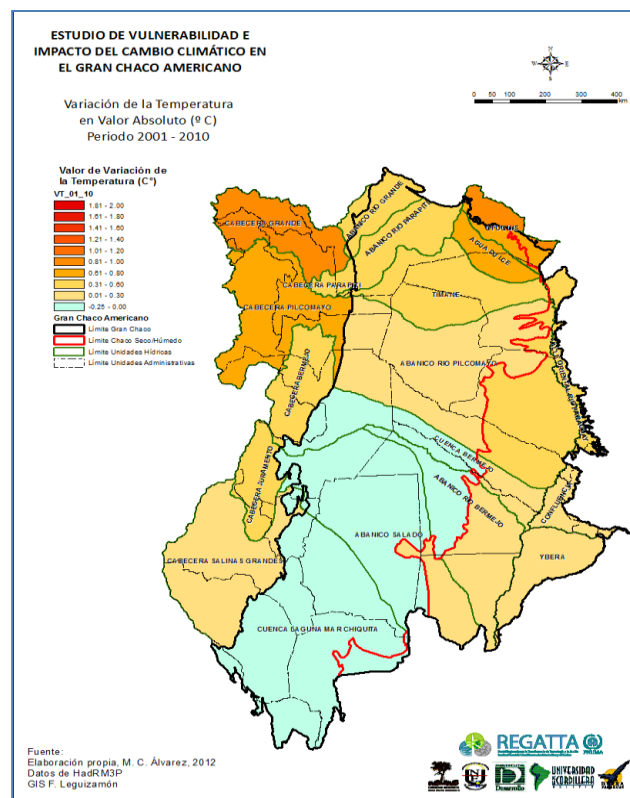 ESTUDIO DE VULNERABILIDAD E
IMPACTO DEL CAMBIO CLIMÁTICO EN
EL GRAN CHACO AMERICANO
Variación de la Temperatura
en Valor Absoluto (º C)
Periodo 2001 - 2010
N
W
E
S
0 50 100 200 300 400
km
Valor de Variación de
la Temperatura (C°)
VT_01_10
1.81 - 2.00
1.61 - 1.80
1.41 - 1.60
1.21 - 1.40
1.01 - 1.20
0.81 - 1.00
0.61 - 0.80
0.31 - 0.60
0.01 - 0.30
-0.25 - 0.00
Gran Chaco Americano
Límite Gran Chaco
Límite Chaco Seco/Húmedo
Límite Unidades Hídricas
Límite Unidades Administrativas
CABECERA GRANDE
ABANICO RIO GRANDE
ABANICO RIO PARAPITI
AGUA DULCE
CABECERA PARAPITI
CABECERA PILCOMAYO
TIMANE
ABANICO RIO PILCOMAYO
CABECERA BERMEJO
CUENCA BERMEJO
ABANICO RIO BERMEJO
CONFLUENCIA
CABECERA JURAMENTO
ABANICO SALADO
YBERA
CABECERA SALINAS GRANDES
CUENCA LAGUNA MAR CHIQUITA
Fuente:
Elaboración propia, M. C. Álvarez, 2012
Datos de HadRM3P
GIS F. Leguizamón
REGATTA
PNUMA
Desarrollo
UNIVERSIDAD